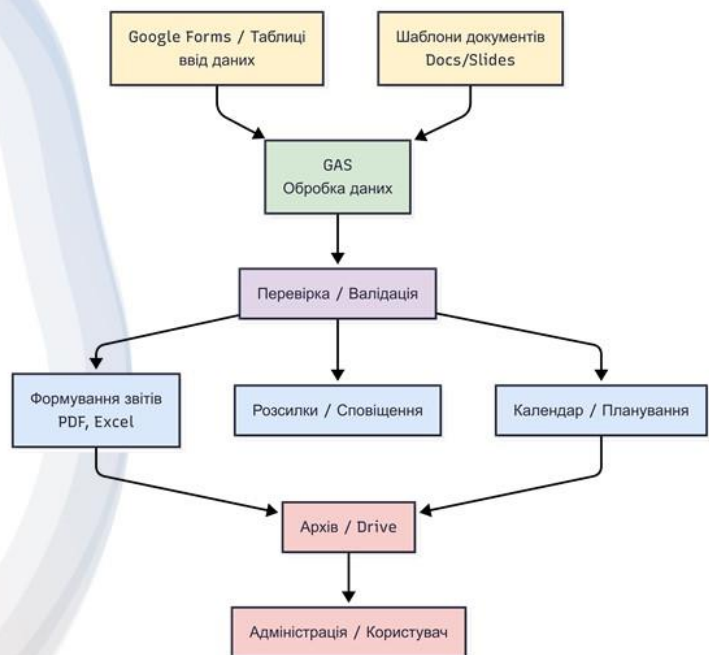 Google Forms / Таблиці
ввід даних
Шаблони документів
Docs/Slides
GAS
Обробка даних
Перевірка / Валідація
Формування звітів
PDF, Excel
Розсилки / Сповіщення
Календар / Планування
Архів / Drive
Адміністрація / Користувач